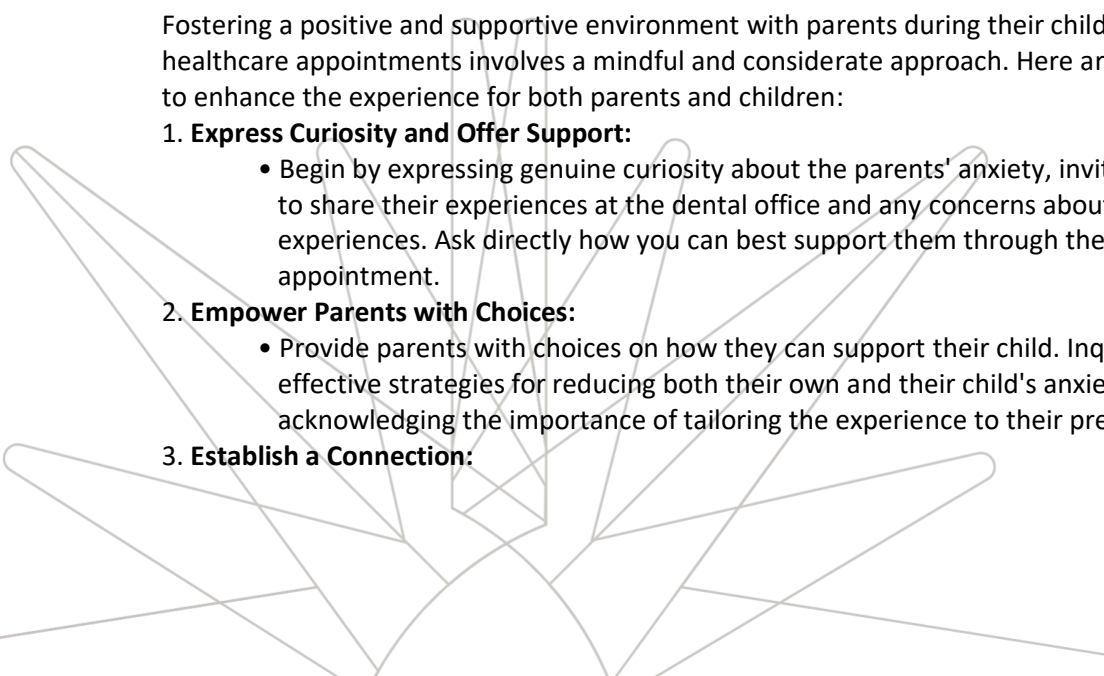 Fostering a positive and supportive environment with parents during their child
healthcare appointments involves a mindful and considerate approach. Here ar
to enhance the experience for both parents and children:
1. Express Curiosity and Offer Support:
• Begin by expressing genuine curiosity about the parents' anxiety, invit
to share their experiences at the dental office and any concerns about
experiences. Ask directly how you can best support them through the
appointment.
2. Empower Parents with Choices:
• Provide parents with choices on how they can support their child. Inq
effective strategies for reducing both their own and their child's anxie
acknowledging the importance of tailoring the experience to their pre
3. Establish a Connection: